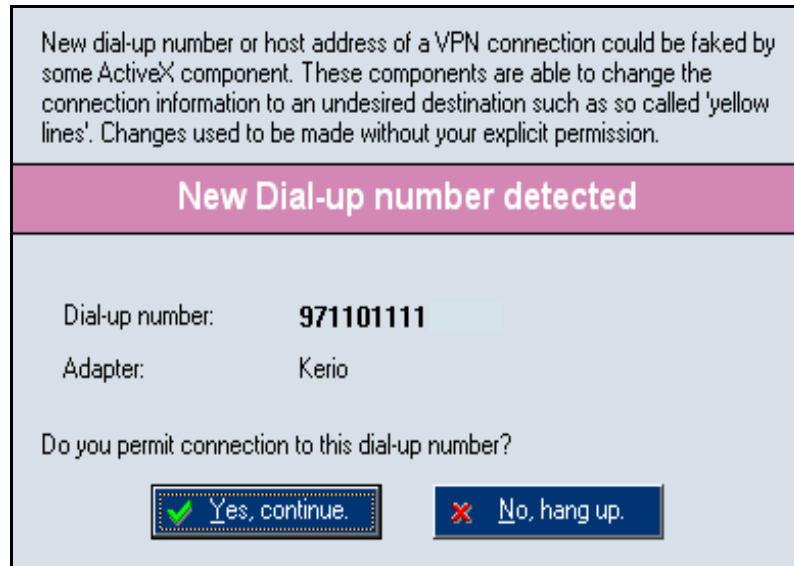 New dial-up number or host address of a VPN connection could be faked by
some ActiveX component. These components are able to change the
connection information to an undesired destination such as so called 'yellow
lines'. Changes used to be made without your explicit permission.
New Dial-up number detected
Dial-up number: 971101111
Adapter: Kerio
Do you permit connection to this dial-up number?
Yes, continue. No, hang up.